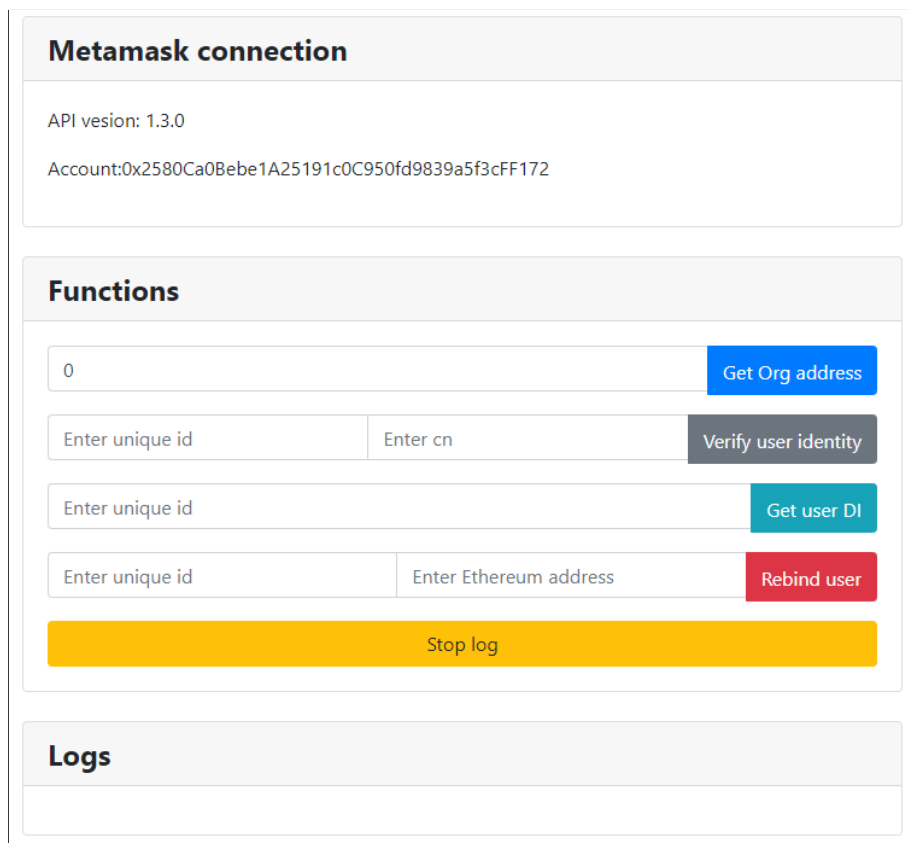 Metamask connection
API vesion: 1.3.0
Account:0x2580Ca0Bebe1A25191c0C950fd9839a5f3cFF172
Functions
0 Get Org address
Enter unique id Enter cn Verify user identity
Enter unique id Get user DI
Enter unique id Enter Ethereum address Rebind user
Stop log
Logs